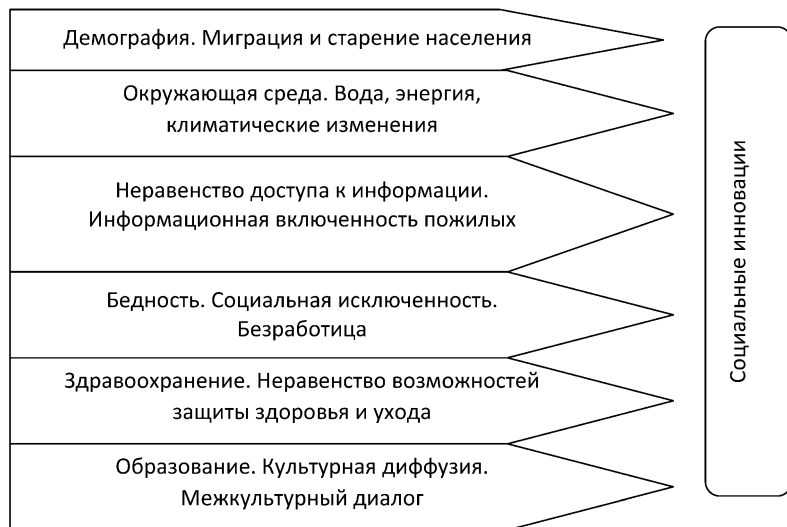 Демография. Миграция и старение населения
Окружающая среда. Вода, энергия,
климатические изменения
Неравенство доступа к информации.
Информационная включенность пожилых
Бедность. Социальная исключенность.
Безработица
Здравоохранение. Неравенство возможностей
защиты здоровья и ухода
Образование. Культурная диффузия.
Межкультурный диалог
Социальные инновации